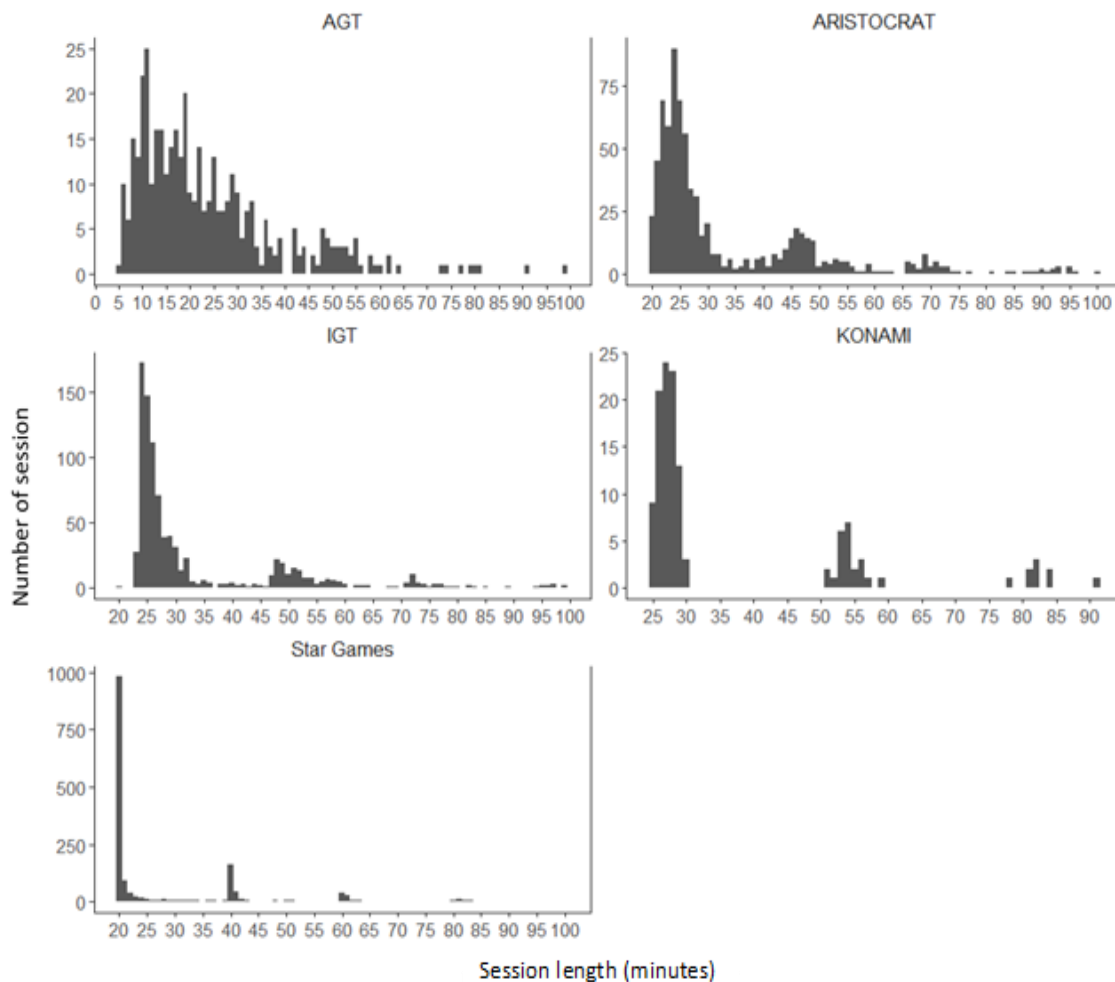 AGT
25
20
15
10
5
0
0 5 10 15 20 25 30 35 40 45 50 55 60 65 70 75 80 85 90 95 100
ARISTOCRAT
75
50
25
0
20 25 30 35 40 45 50 55 60 65 70 75 80 85 90 95 100
IGT
150
100
50
0
20 25 30 35 40 45 50 55 60 65 70 75 80 85 90 95 100
KONAMI
25
20
15
10
5
0
25 30 35 40 45 50 55 60 65 70 75 80 85 90
Star Games
1000
750
500
250
0
20 25 30 35 40 45 50 55 60 65 70 75 80 85 90 95 100
Number of session
Session length (minutes)